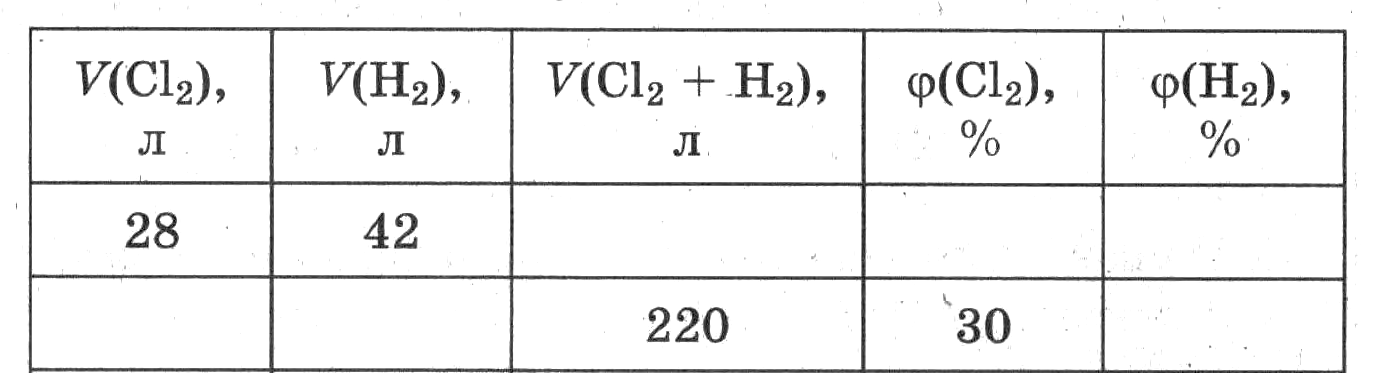 V(Cl₂), V(H₂), V(Cl₂ + H₂), φ(Cl₂), φ(H₂),
л л л % %
28 42
220 30